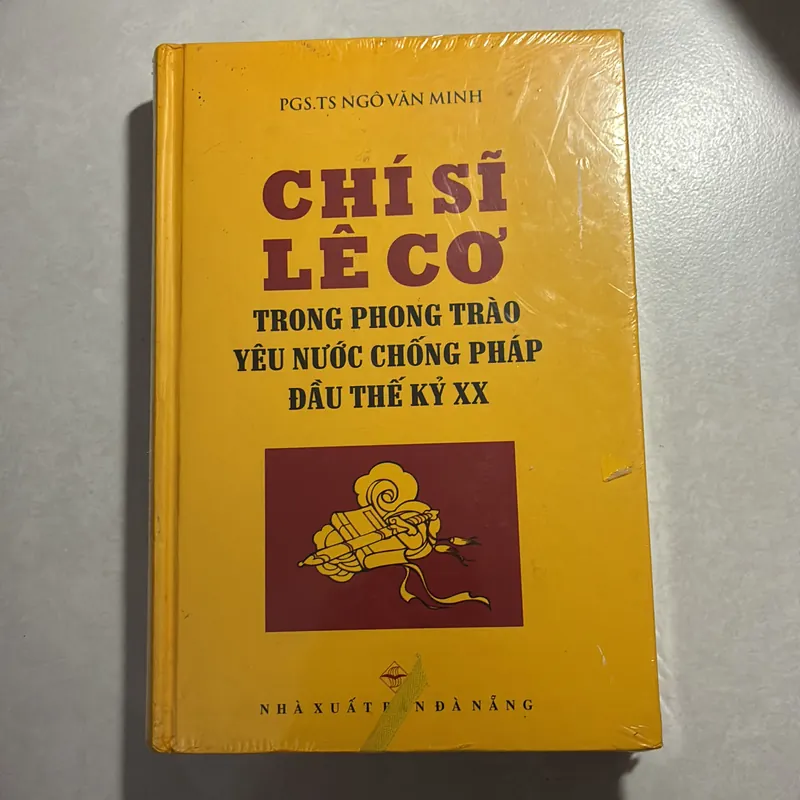 PGS.TS NGÔ VĂN MINH
CHÍ SĨ
LÊ CƠ
TRONG PHONG TRÀO
YÊU NƯỚC CHỐNG PHÁP
ĐẦU THẾ KỶ XX
NHÀ XUẤT BẢN ĐÀ NẴNG